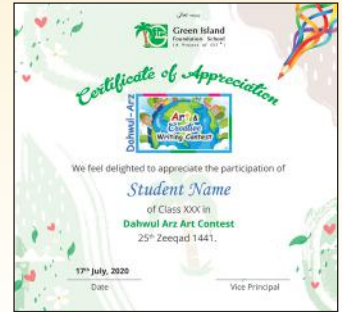 Green Island
Foundation School
Certificate of Appreciation
Dahwul-Arz
Art &
Creative
Writing Contest
We feel delighted to appreciate the participation of
Student Name
of Class XXX in
Dahwul Arz Art Contest
25th Zeeqad 1441.
17th July, 2020
Date
Vice Principal